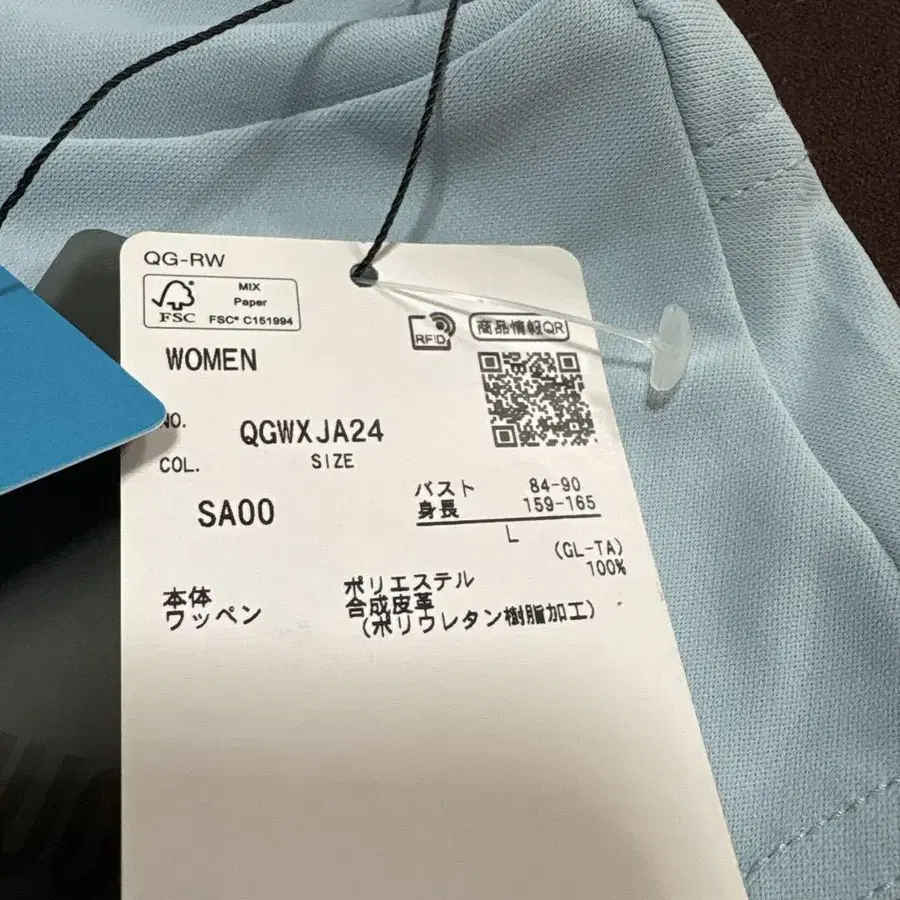 QG-RW
MIX
Paper
FSC
FSC® C151994
RFID
商品情報QR
WOMEN
NO.
QGWXJA24
COL.
SIZE
SA00
バスト 84-90
身長 159-165
L
(GL-TA)
本体 ポリエステル 100%
ワッペン 合成皮革
(ポリウレタン樹脂加工)